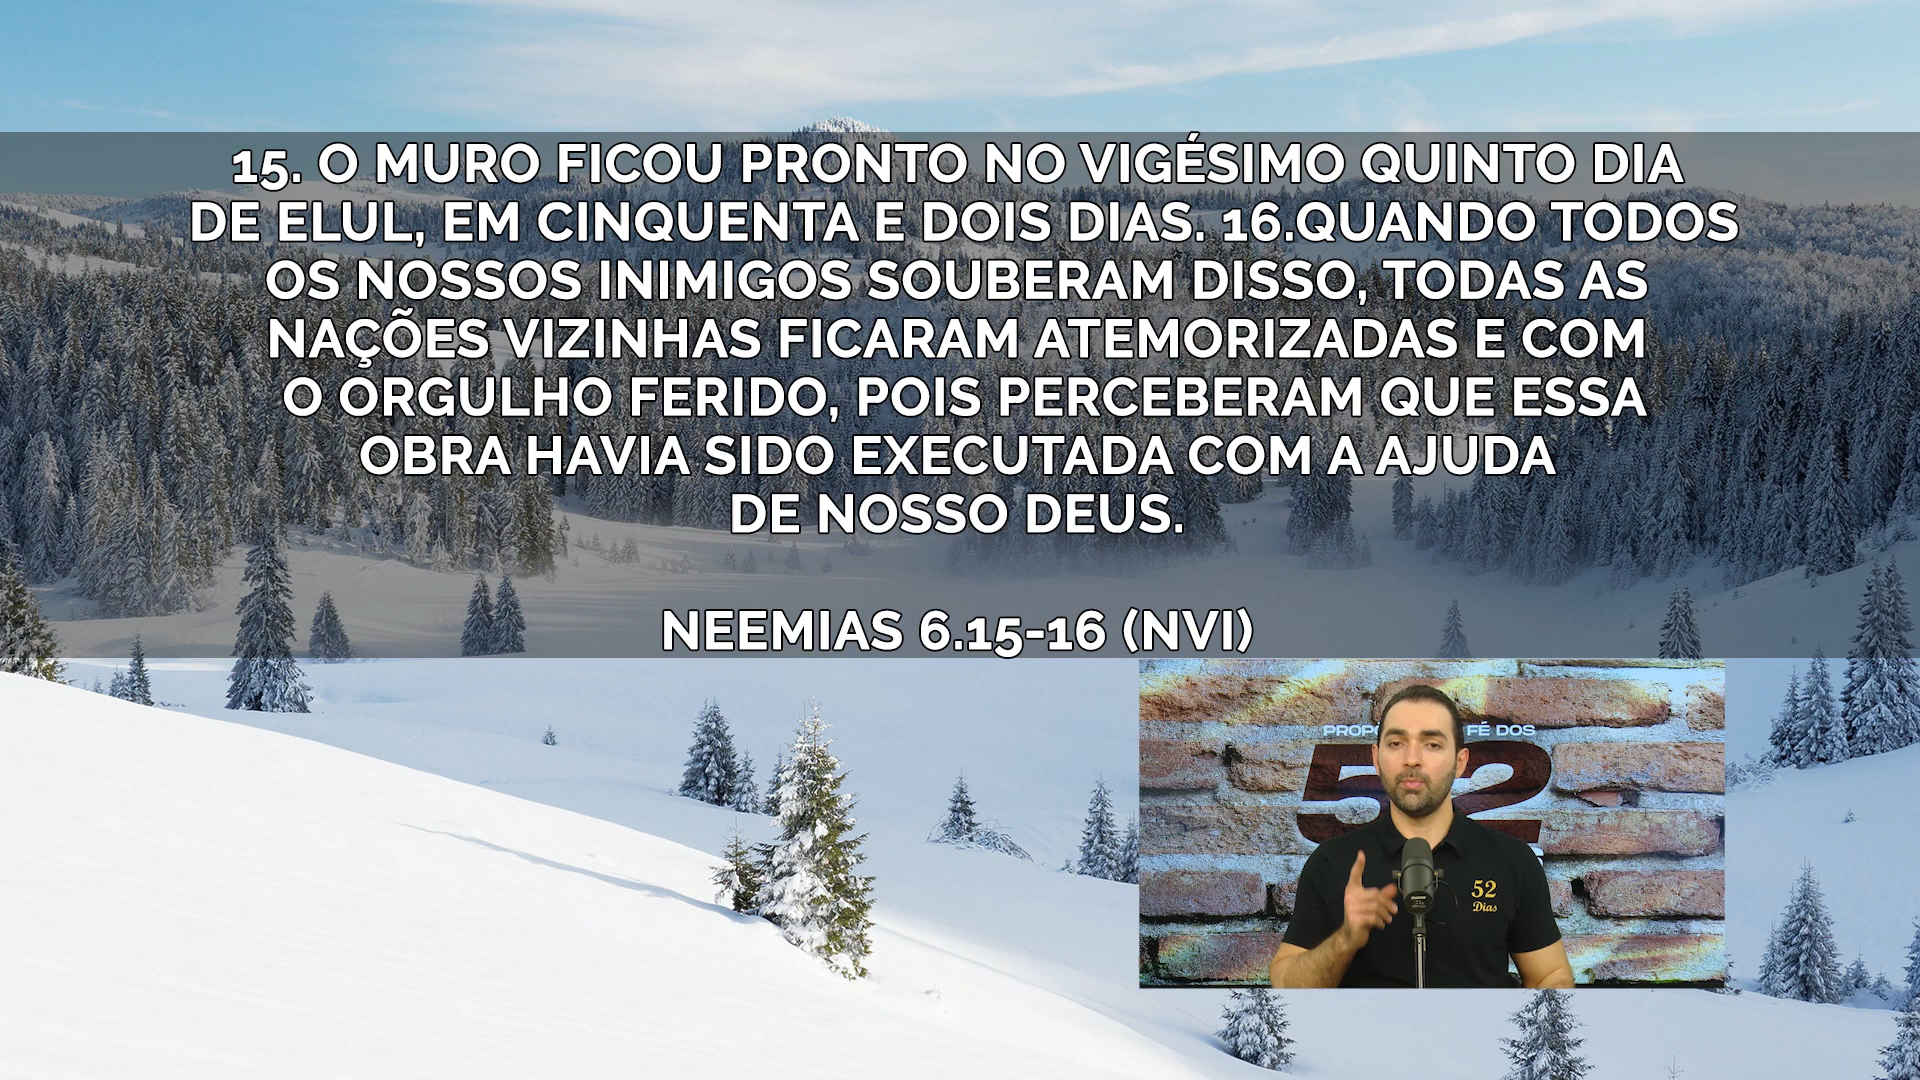 15. O MURO FICOU PRONTO NO VIGÉSIMO QUINTO DIA
DE ELUL, EM CINQUENTA E DOIS DIAS. 16.QUANDO TODOS
OS NOSSOS INIMIGOS SOUBERAM DISSO, TODAS AS
NAÇÕES VIZINHAS FICARAM ATEMORIZADAS E COM
O ORGULHO FERIDO, POIS PERCEBERAM QUE ESSA
OBRA HAVIA SIDO EXECUTADA COM A AJUDA
DE NOSSO DEUS.
NEEMIAS 6.15-16 (NVI)
FÉ DOS
52
52
Dias